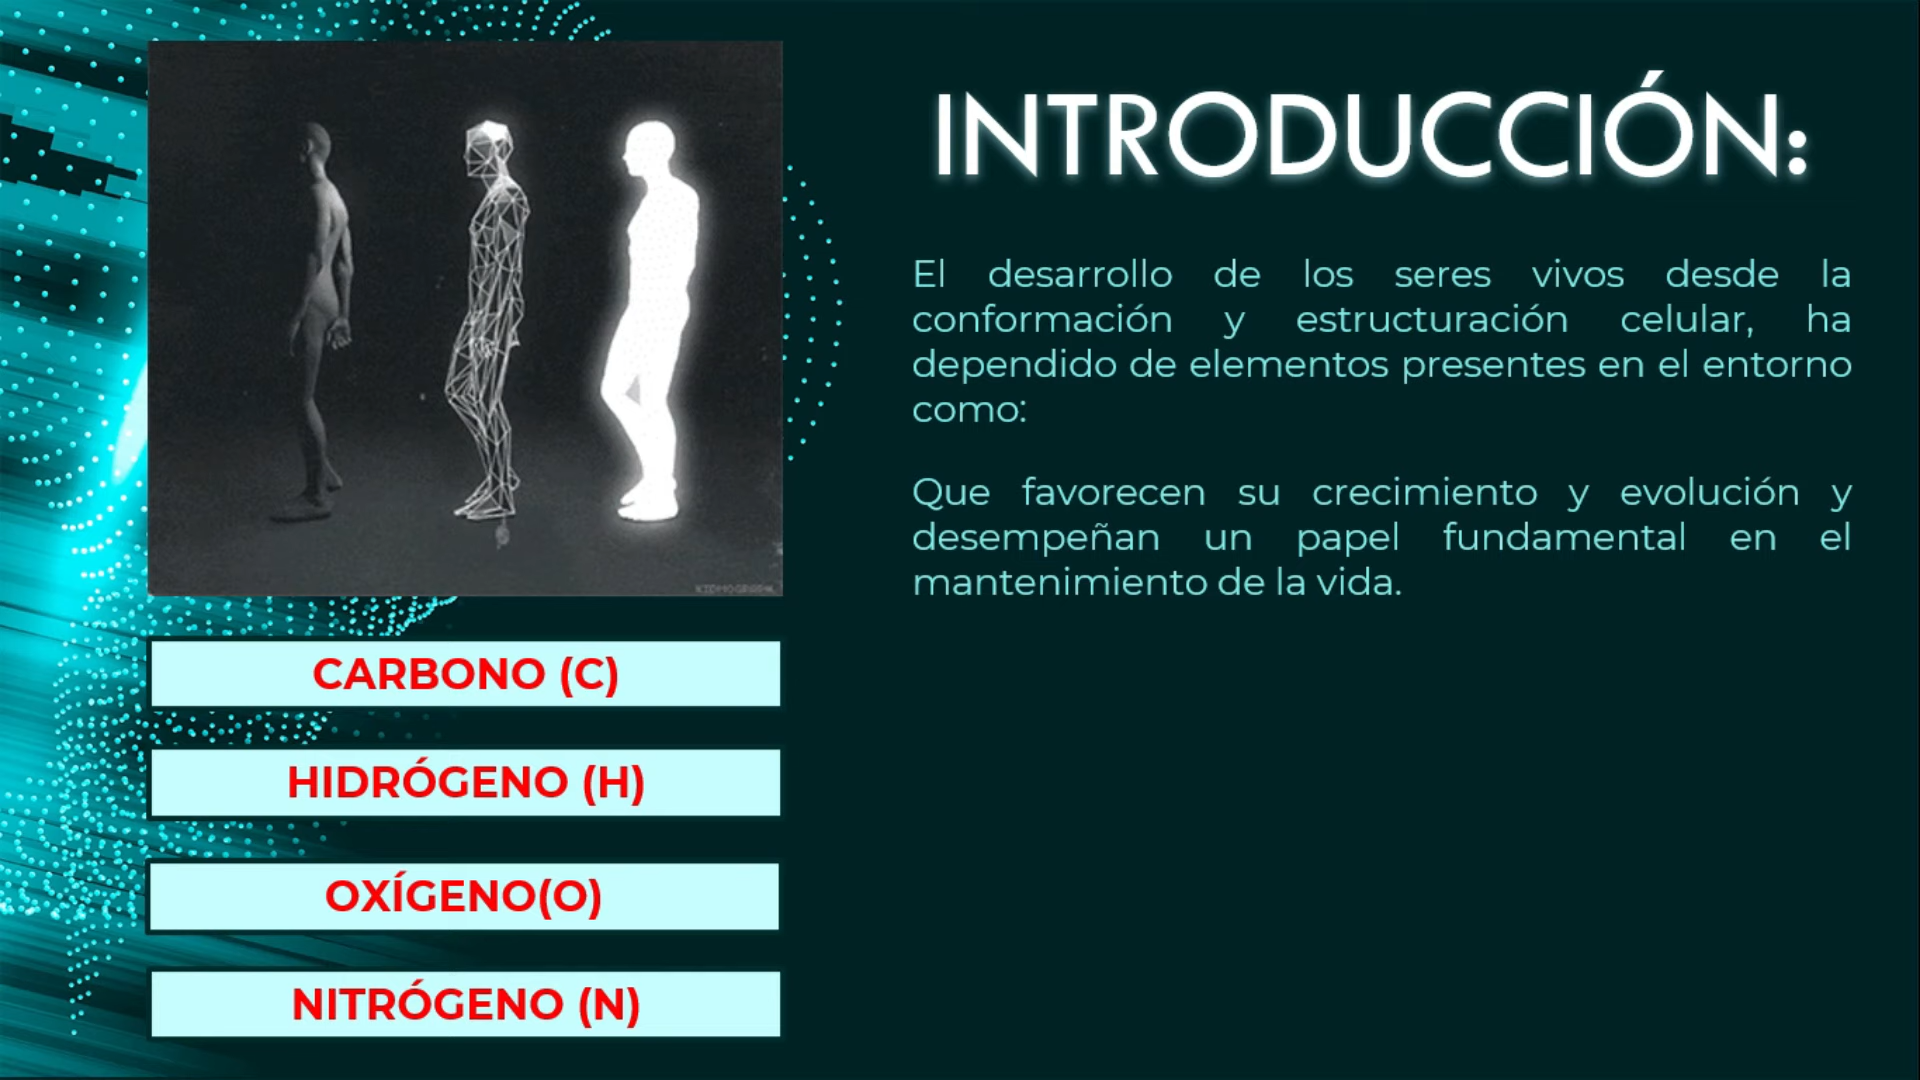 INTRODUCCIÓN:
El desarrollo de los seres vivos desde la
conformación y estructuración celular, ha
dependido de elementos presentes en el entorno
como:
Que favorecen su crecimiento y evolución y
desempeñan un papel fundamental en el
mantenimiento de la vida.
CARBONO (C)
HIDRÓGENO (H)
OXÍGENO(O)
NITRÓGENO (N)